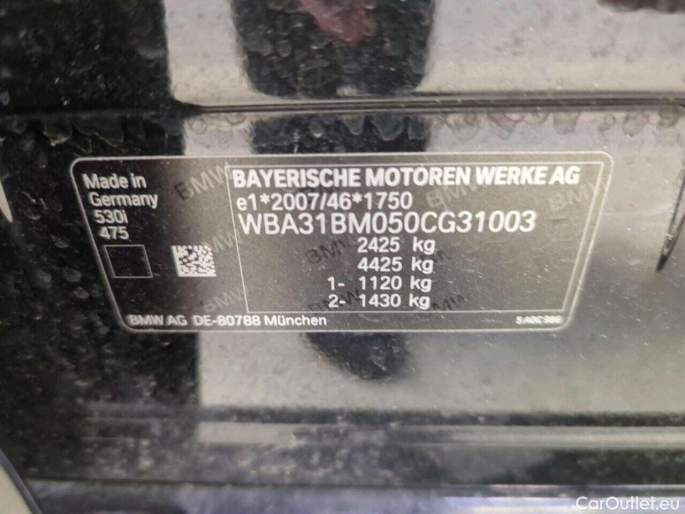 Made in
Germany
530i
475
BAYERISCHE MOTOREN WERKE AG
e1*2007/46*1750
WBA31BM050CG31003
2425 kg
4425 kg
1- 1120 kg
2- 1430 kg
BMW AG DE-80788 München
CarOutlet.eu